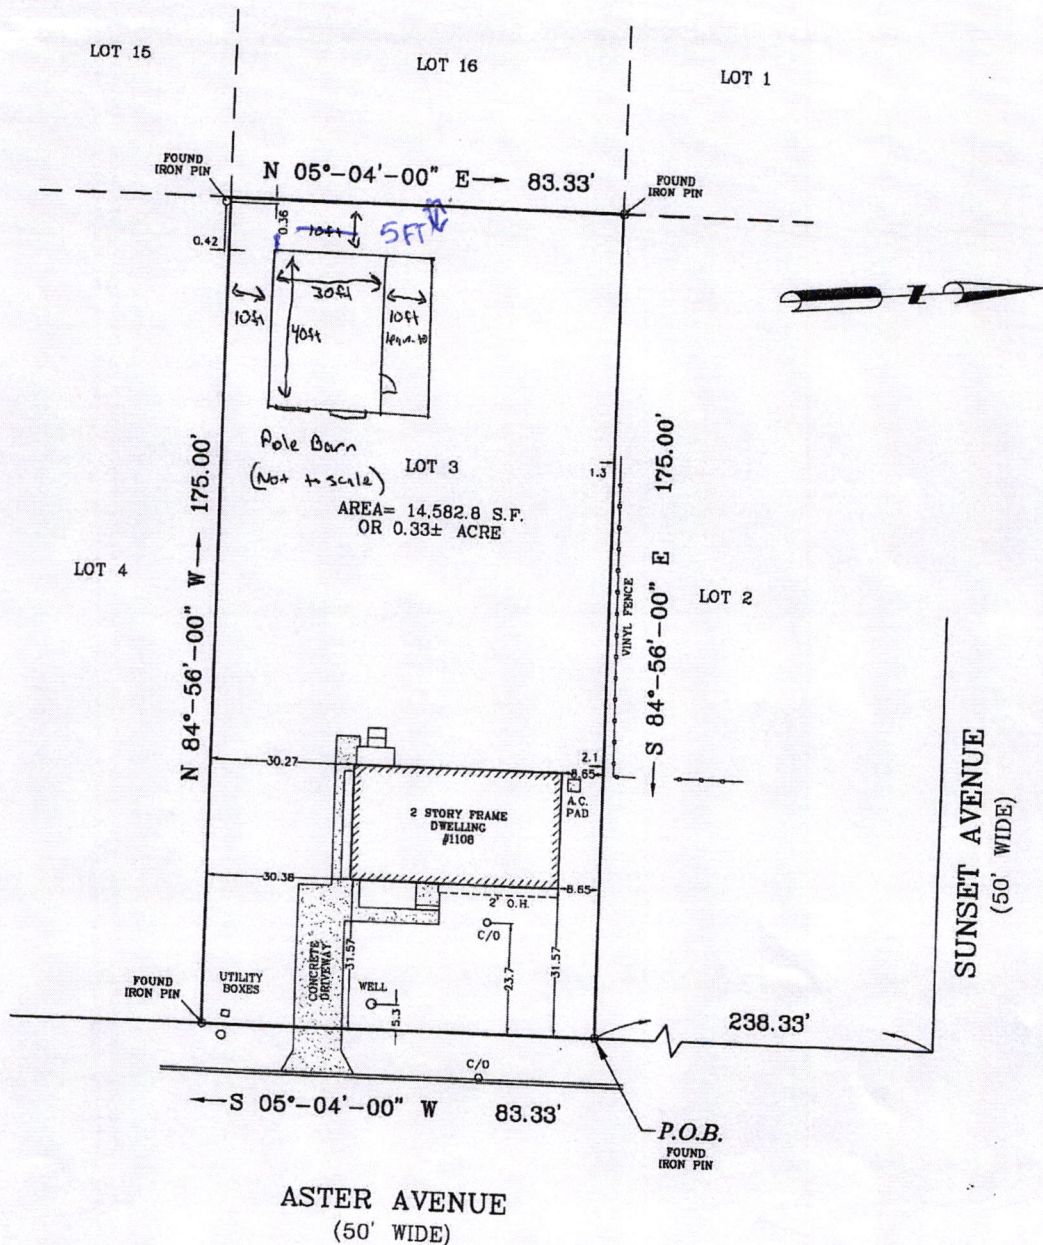 LOT 15
LOT 16
LOT 1
FOUND
IRON PIN
N 05°-04'-00" E→ 83.33'
FOUND
IRON PIN
0.36
10ft
5FT
0.42
30ft
10ft
40ft
10ft
lean-to
N
Pole Barn
(Not to scale)
LOT 3
AREA= 14.582.8 S.F.
OR 0.33± ACRE
1.3
N 84°-56'-00" W → 175.00'
←S 84°-56'-00" E 175.00'
LOT 4
LOT 2
VINYL FENCE
30.27
2.1
8.65
A.C.
PAD
2 STORY FRAME
DWELLING
#1108
30.38
8.65
2' O.H.
C/O
31.57
23.7
31.57
CONCRETE
DRIVEWAY
WELL
5.3
UTILITY
BOXES
FOUND
IRON PIN
238.33'
SUNSET AVENUE
(50' WIDE)
C/O
←S 05°-04'-00" W 83.33'
P.O.B.
FOUND
IRON PIN
ASTER AVENUE
(50' WIDE)